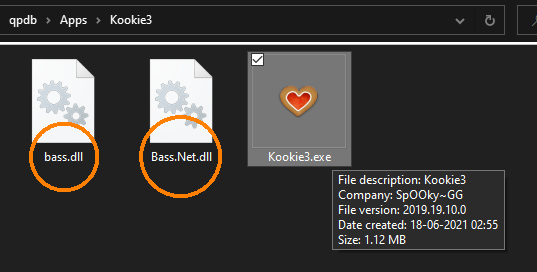 qpdb > Apps > Kookie3
bass.dll
Bass.Net.dll
Kookie3.exe
File description: Kookie3
Company: SpOOky~GG
File version: 2019.19.10.0
Date created: 18-06-2021 02:55
Size: 1.12 MB